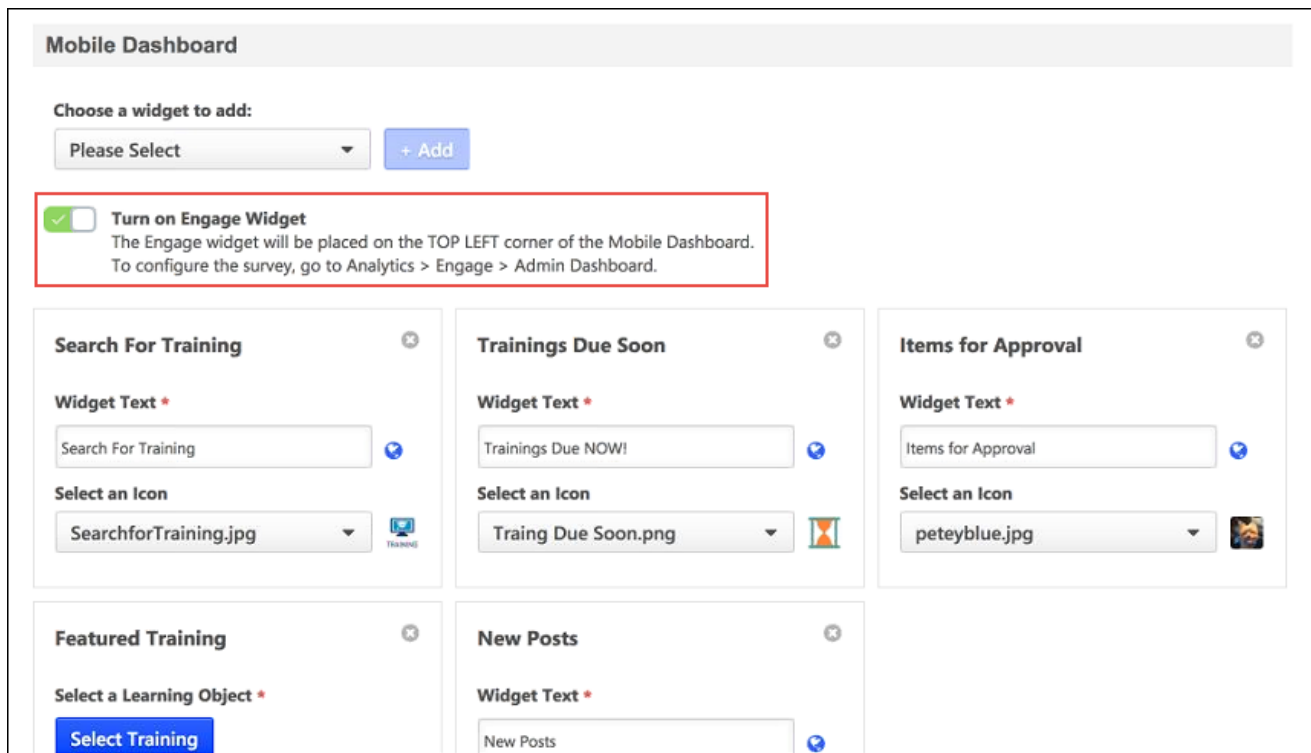 Mobile Dashboard
Choose a widget to add:
Please Select
+ Add
Turn on Engage Widget
The Engage widget will be placed on the TOP LEFT corner of the Mobile Dashboard.
To configure the survey, go to Analytics > Engage > Admin Dashboard.
Search For Training
Widget Text *
Search For Training
Select an Icon
SearchforTraining.jpg
TRAINING
Trainings Due Soon
Widget Text *
Trainings Due NOW!
Select an Icon
Traing Due Soon.png
Items for Approval
Widget Text *
Items for Approval
Select an Icon
peteyblue.jpg
Featured Training
Select a Learning Object *
Select Training
New Posts
Widget Text *
New Posts